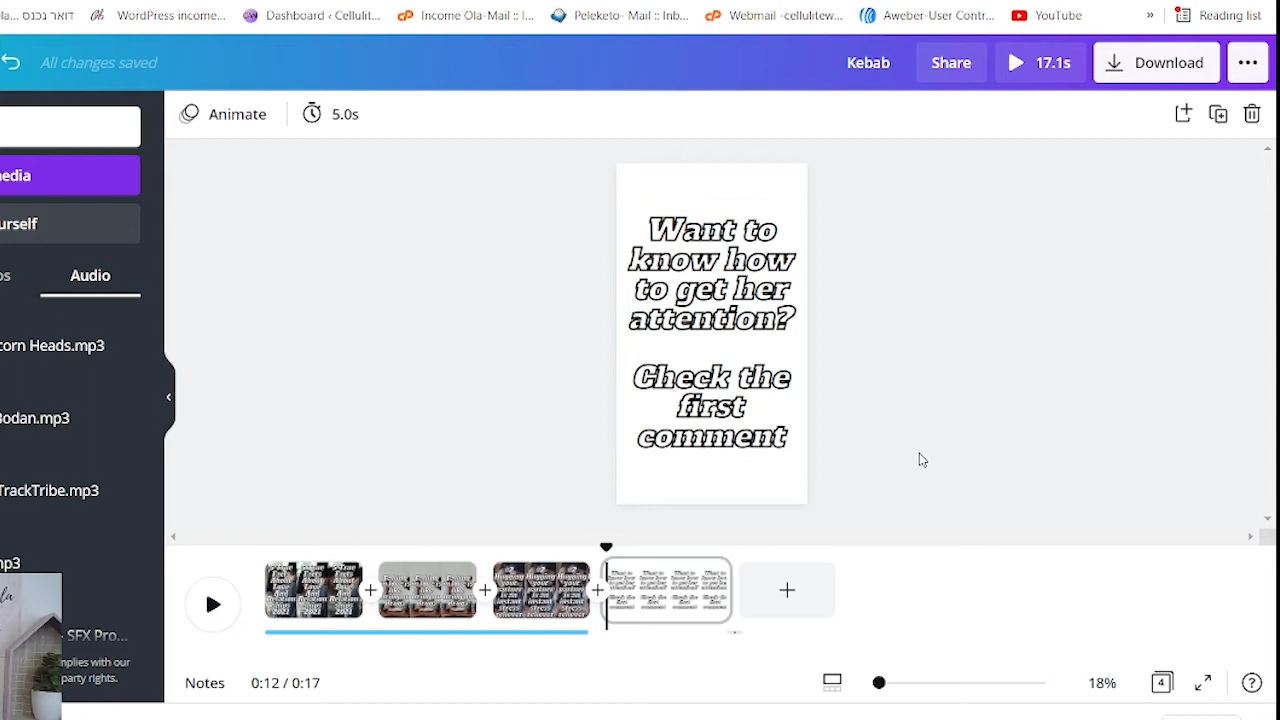 דואר נכנס WordPress income... Dashboard ‹ Cellulit... Income Ola-Mail :: I... Peleketo- Mail :: Inb... Webmail -cellulitew... Aweber-User Contr... YouTube » Reading list
All changes saved Kebab Share 17.1s Download
Animate 5.0s
edia
urself
os Audio
corn Heads.mp3
Bodan.mp3
TrackTribe.mp3
mp3
- SFX Pro...
mplies with our
party rights.
Want to
know how
to get her
attention?
Check the
first
comment
Notes 0:12 / 0:17 18% 4